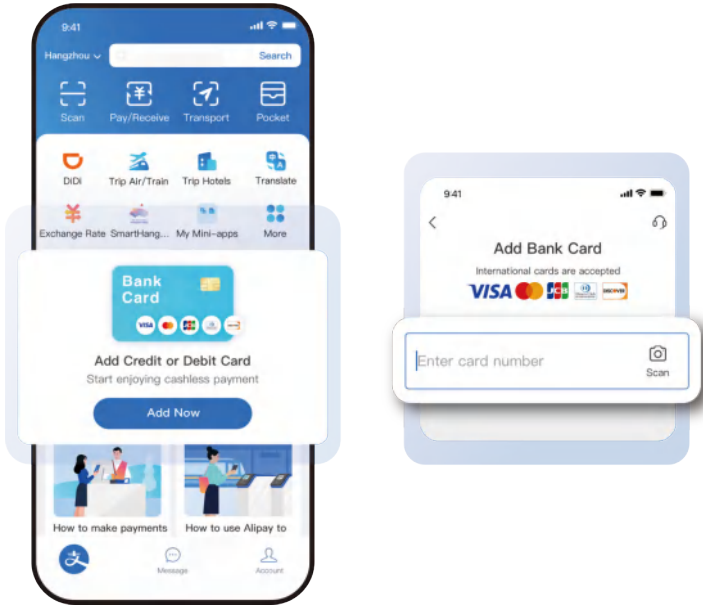 9:41
Hangzhou
Search
Scan
Pay/Receive
Transport
Pocket
DiDi
Trip Air/Train
Trip Hotels
Translate
Exchange Rate
SmartHang...
My Mini-apps
More
Bank
Card
VISA
Add Credit or Debit Card
Start enjoying cashless payment
Add Now
How to make payments
How to use Alipay to
支
Message
Account
9:41
Add Bank Card
International cards are accepted
VISA
JCB
DISCOVER
Enter card number
Scan